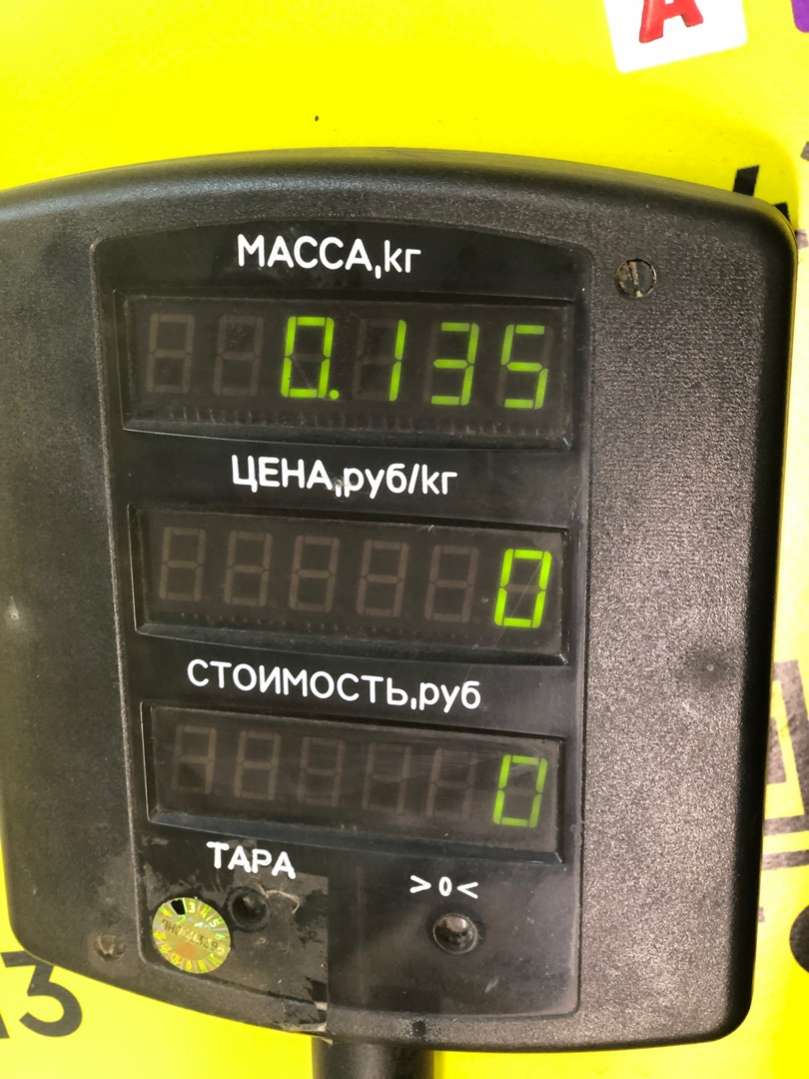 А
МАССА,кг
0.135
ЦЕНА,руб/кг
0
СТОИМОСТЬ,руб
0
ТАРА
>0<